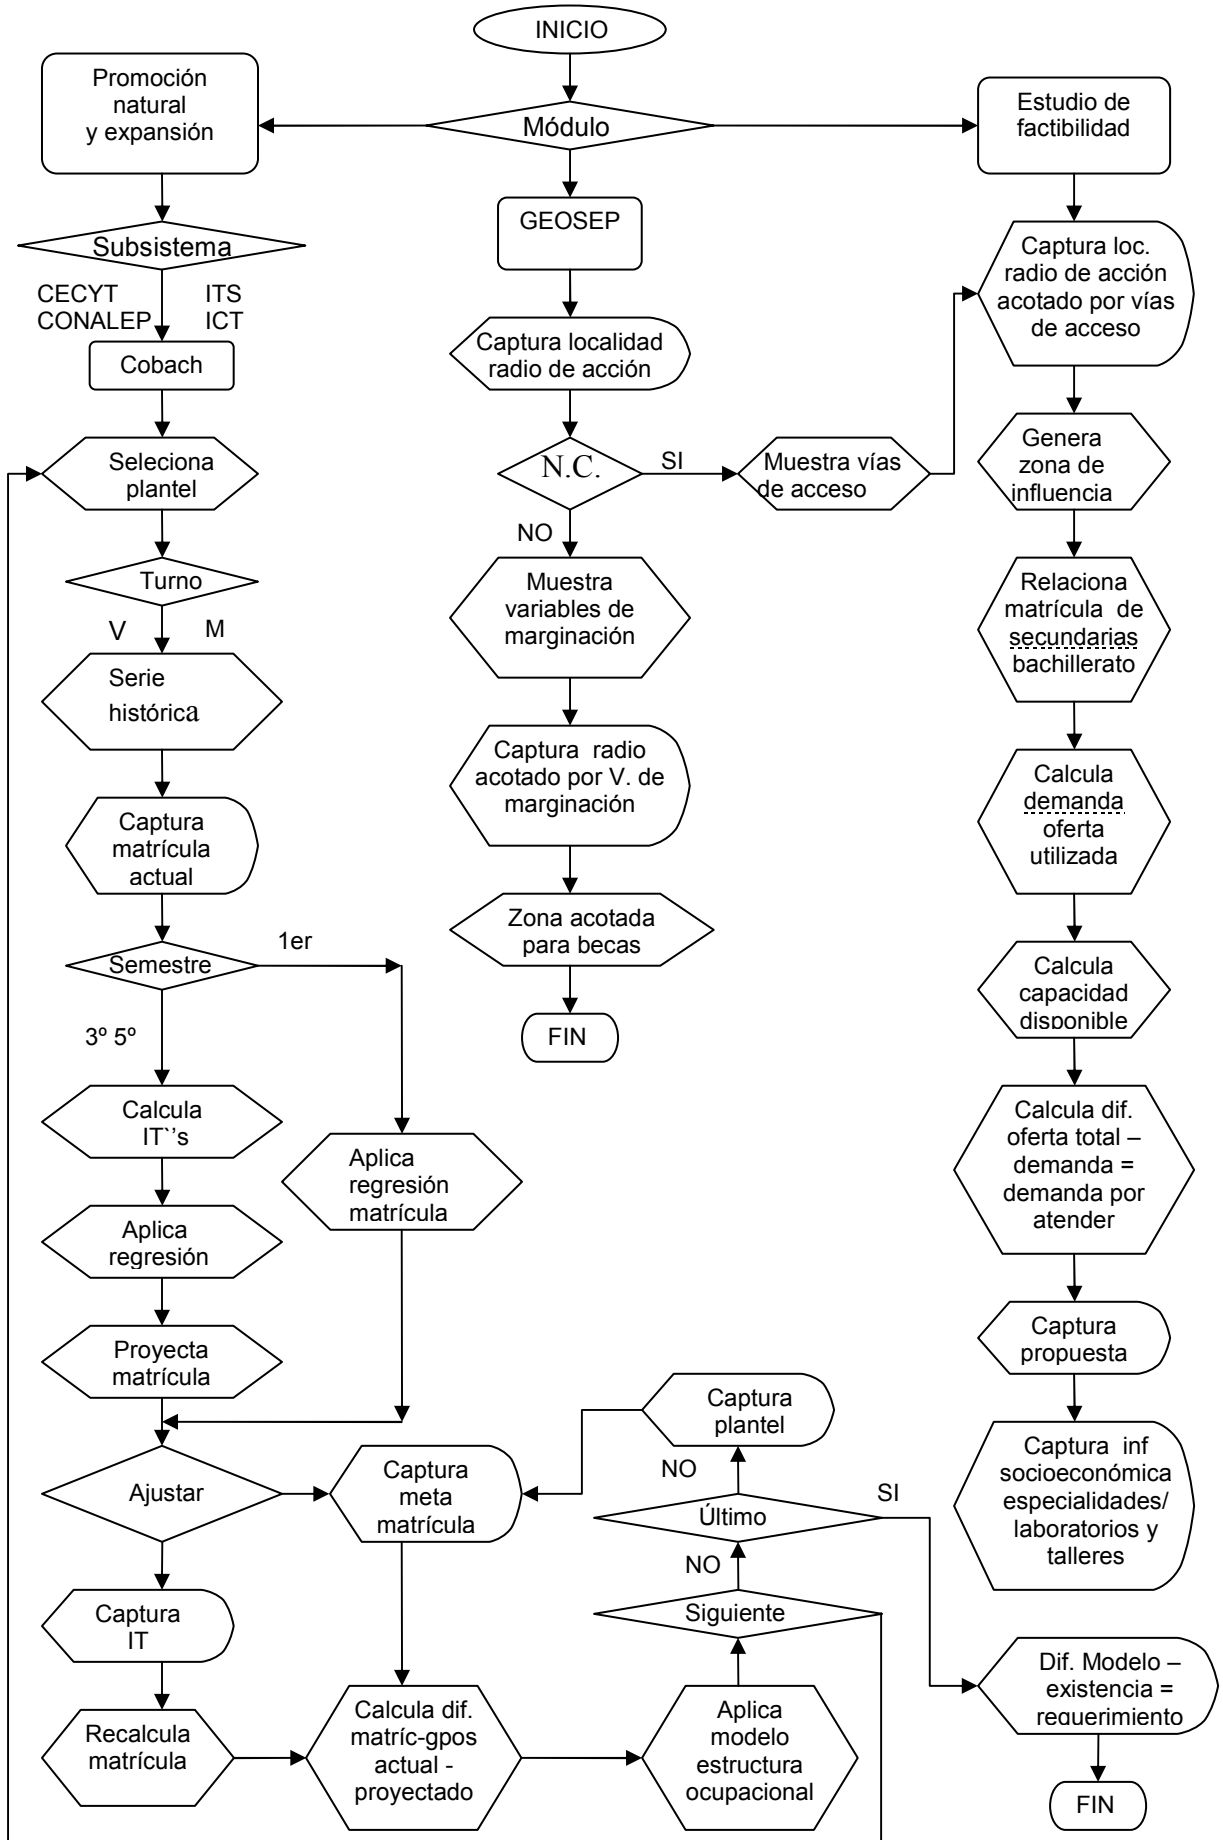 INICIO
Promoción
natural
y expansión
Módulo
Estudio de
factibilidad
Subsistema
CECYT
CONALEP
ITS
ICT
Cobach
Seleciona
plantel
Turno
V
M
Serie
histórica
Captura
matrícula
actual
Semestre
1er
3º 5º
Calcula
IT`'s
Aplica
regresión
Proyecta
matrícula
Aplica
regresión
matrícula
Ajustar
Captura
IT
Recalcula
matrícula
Captura
meta
matrícula
Calcula dif.
matríc-gpos
actual -
proyectado
Aplica
modelo
estructura
ocupacional
Siguiente
NO
Último
NO
SI
Captura
plantel
GEOSEP
Captura localidad
radio de acción
N.C.
SI
NO
Muestra vías
de acceso
Muestra
variables de
marginación
Captura radio
acotado por V. de
marginación
Zona acotada
para becas
FIN
Captura loc.
radio de acción
acotado por vías
de acceso
Genera
zona de
influencia
Relaciona
matrícula de
secundarias
bachillerato
Calcula
demanda
oferta
utilizada
Calcula
capacidad
disponible
Calcula dif.
oferta total –
demanda =
demanda por
atender
Captura
propuesta
Captura inf
socioeconómica
especialidades/
laboratorios y
talleres
Dif. Modelo –
existencia =
requerimiento
FIN